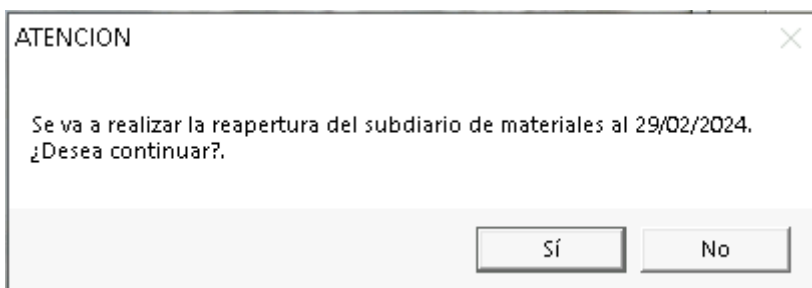 ATENCION
Se va a realizar la reapertura del subdiario de materiales al 29/02/2024.
¿Desea continuar?.
Sí
No